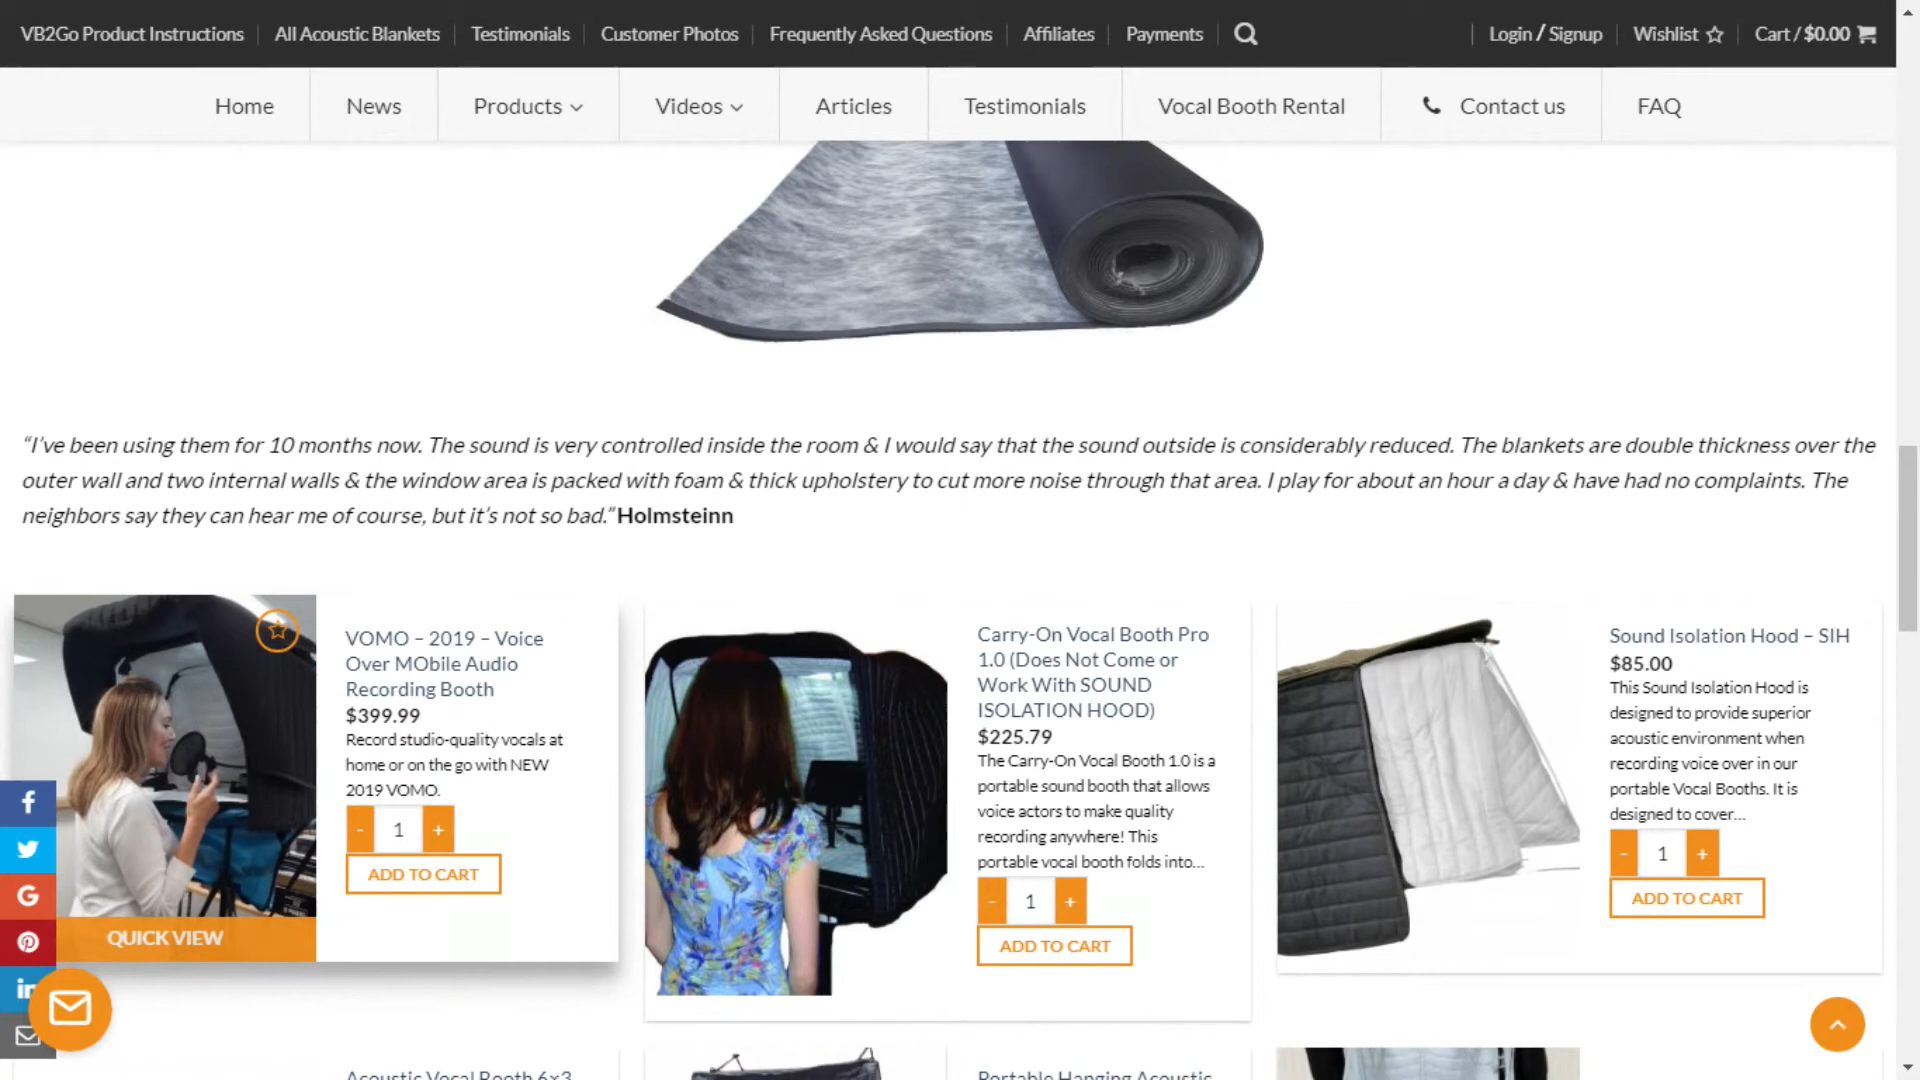 VB2Go Product Instructions
All Acoustic Blankets
Testimonials
Customer Photos
Frequently Asked Questions
Affiliates
Payments
Login / Signup
Wishlist
Cart / $0.00
Home
News
Products
Videos
Articles
Testimonials
Vocal Booth Rental
Contact us
FAQ
“I’ve been using them for 10 months now. The sound is very controlled inside the room & I would say that the sound outside is considerably reduced. The blankets are double thickness over the
outer wall and two internal walls & the window area is packed with foam & thick upholstery to cut more noise through that area. I play for about an hour a day & have had no complaints. The
neighbors say they can hear me of course, but it’s not so bad.” Holmsteinn
VOMO – 2019 – Voice
Over MObile Audio
Recording Booth
$399.99
Record studio-quality vocals at
home or on the go with NEW
2019 VOMO.
- 1 +
ADD TO CART
QUICK VIEW
Carry-On Vocal Booth Pro
1.0 (Does Not Come or
Work With SOUND
ISOLATION HOOD)
$225.79
The Carry-On Vocal Booth 1.0 is a
portable sound booth that allows
voice actors to make quality
recording anywhere! This
portable vocal booth folds into...
- 1 +
ADD TO CART
Sound Isolation Hood – SIH
$85.00
This Sound Isolation Hood is
designed to provide superior
acoustic environment when
recording voice over in our
portable Vocal Booths. It is
designed to cover...
- 1 +
ADD TO CART
Acoustic Vocal Booth 6×3
Portable Hanging Acoustic